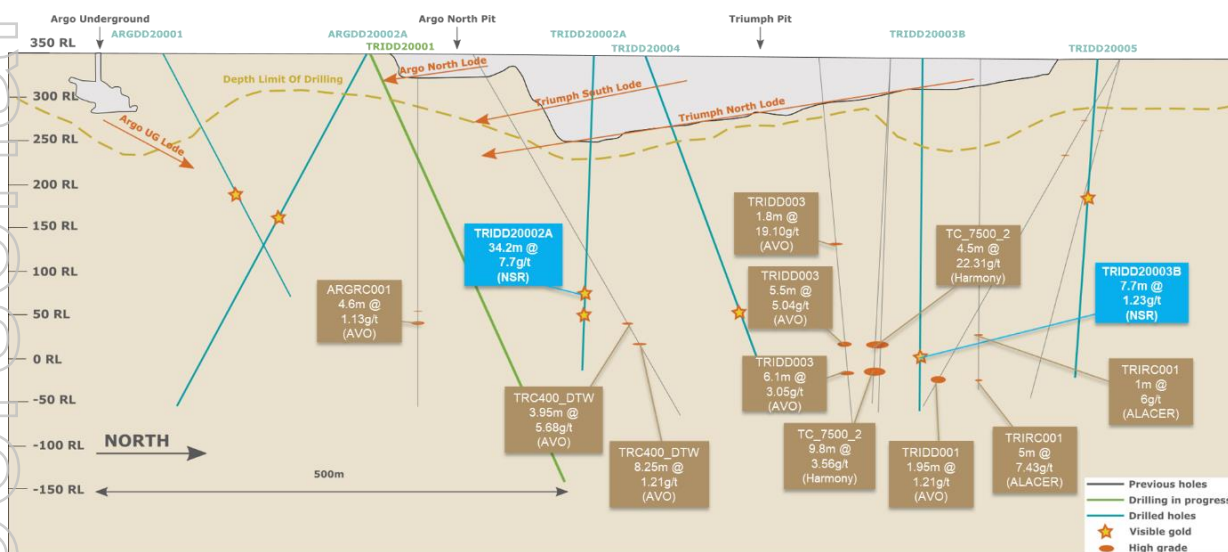 Argo Underground
Argo North Pit
Triumph Pit
ARGDD20001
ARGDD20002A
TRIDD20001
TRIDD20002A
TRIDD20004
TRIDD20003B
TRIDD20005
350 RL
300 RL
250 RL
200 RL
150 RL
100 RL
50 RL
0 RL
-50 RL
-100 RL
-150 RL
Depth Limit Of Drilling
Argo North Lode
Triumph South Lode
Triumph North Lode
Argo UG Lode
TRIDD20002A
34.2m @
7.7g/t
(NSR)
TRIDD003
1.8m @
19.10g/t
(AVO)
TC_7500_2
4.5m @
22.31g/t
(Harmony)
TRIDD20003B
7.7m @
1.23g/t
(NSR)
ARGRC001
4.6m @
1.13g/t
(AVO)
TRIDD003
5.5m @
5.04g/t
(AVO)
TRIDD003
6.1m @
3.05g/t
(AVO)
TRIRC001
1m @
6g/t
(ALACER)
TRC400_DTW
3.95m @
5.68g/t
(AVO)
TRC400_DTW
8.25m @
1.21g/t
(AVO)
TC_7500_2
9.8m @
3.56g/t
(Harmony)
TRIDD001
1.95m @
1.21g/t
(AVO)
TRIRC001
5m @
7.43g/t
(ALACER)
NORTH
500m
Previous holes
Drilling in progress
Drilled holes
Visible gold
High grade